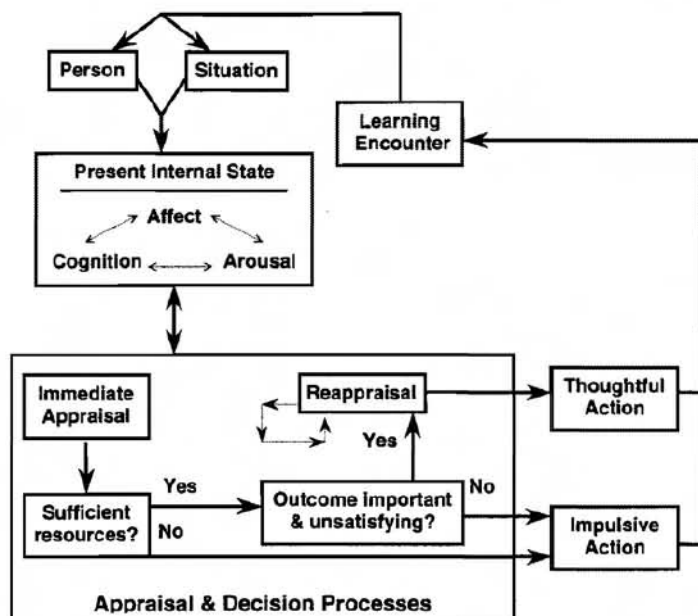 Person
Situation
Learning
Encounter
Present Internal State
Affect
Cognition
Arousal
Immediate
Appraisal
Reappraisal
Thoughtful
Action
Yes
Sufficient
resources?
Yes
No
Outcome important
& unsatisfying?
No
Impulsive
Action
Appraisal & Decision Processes